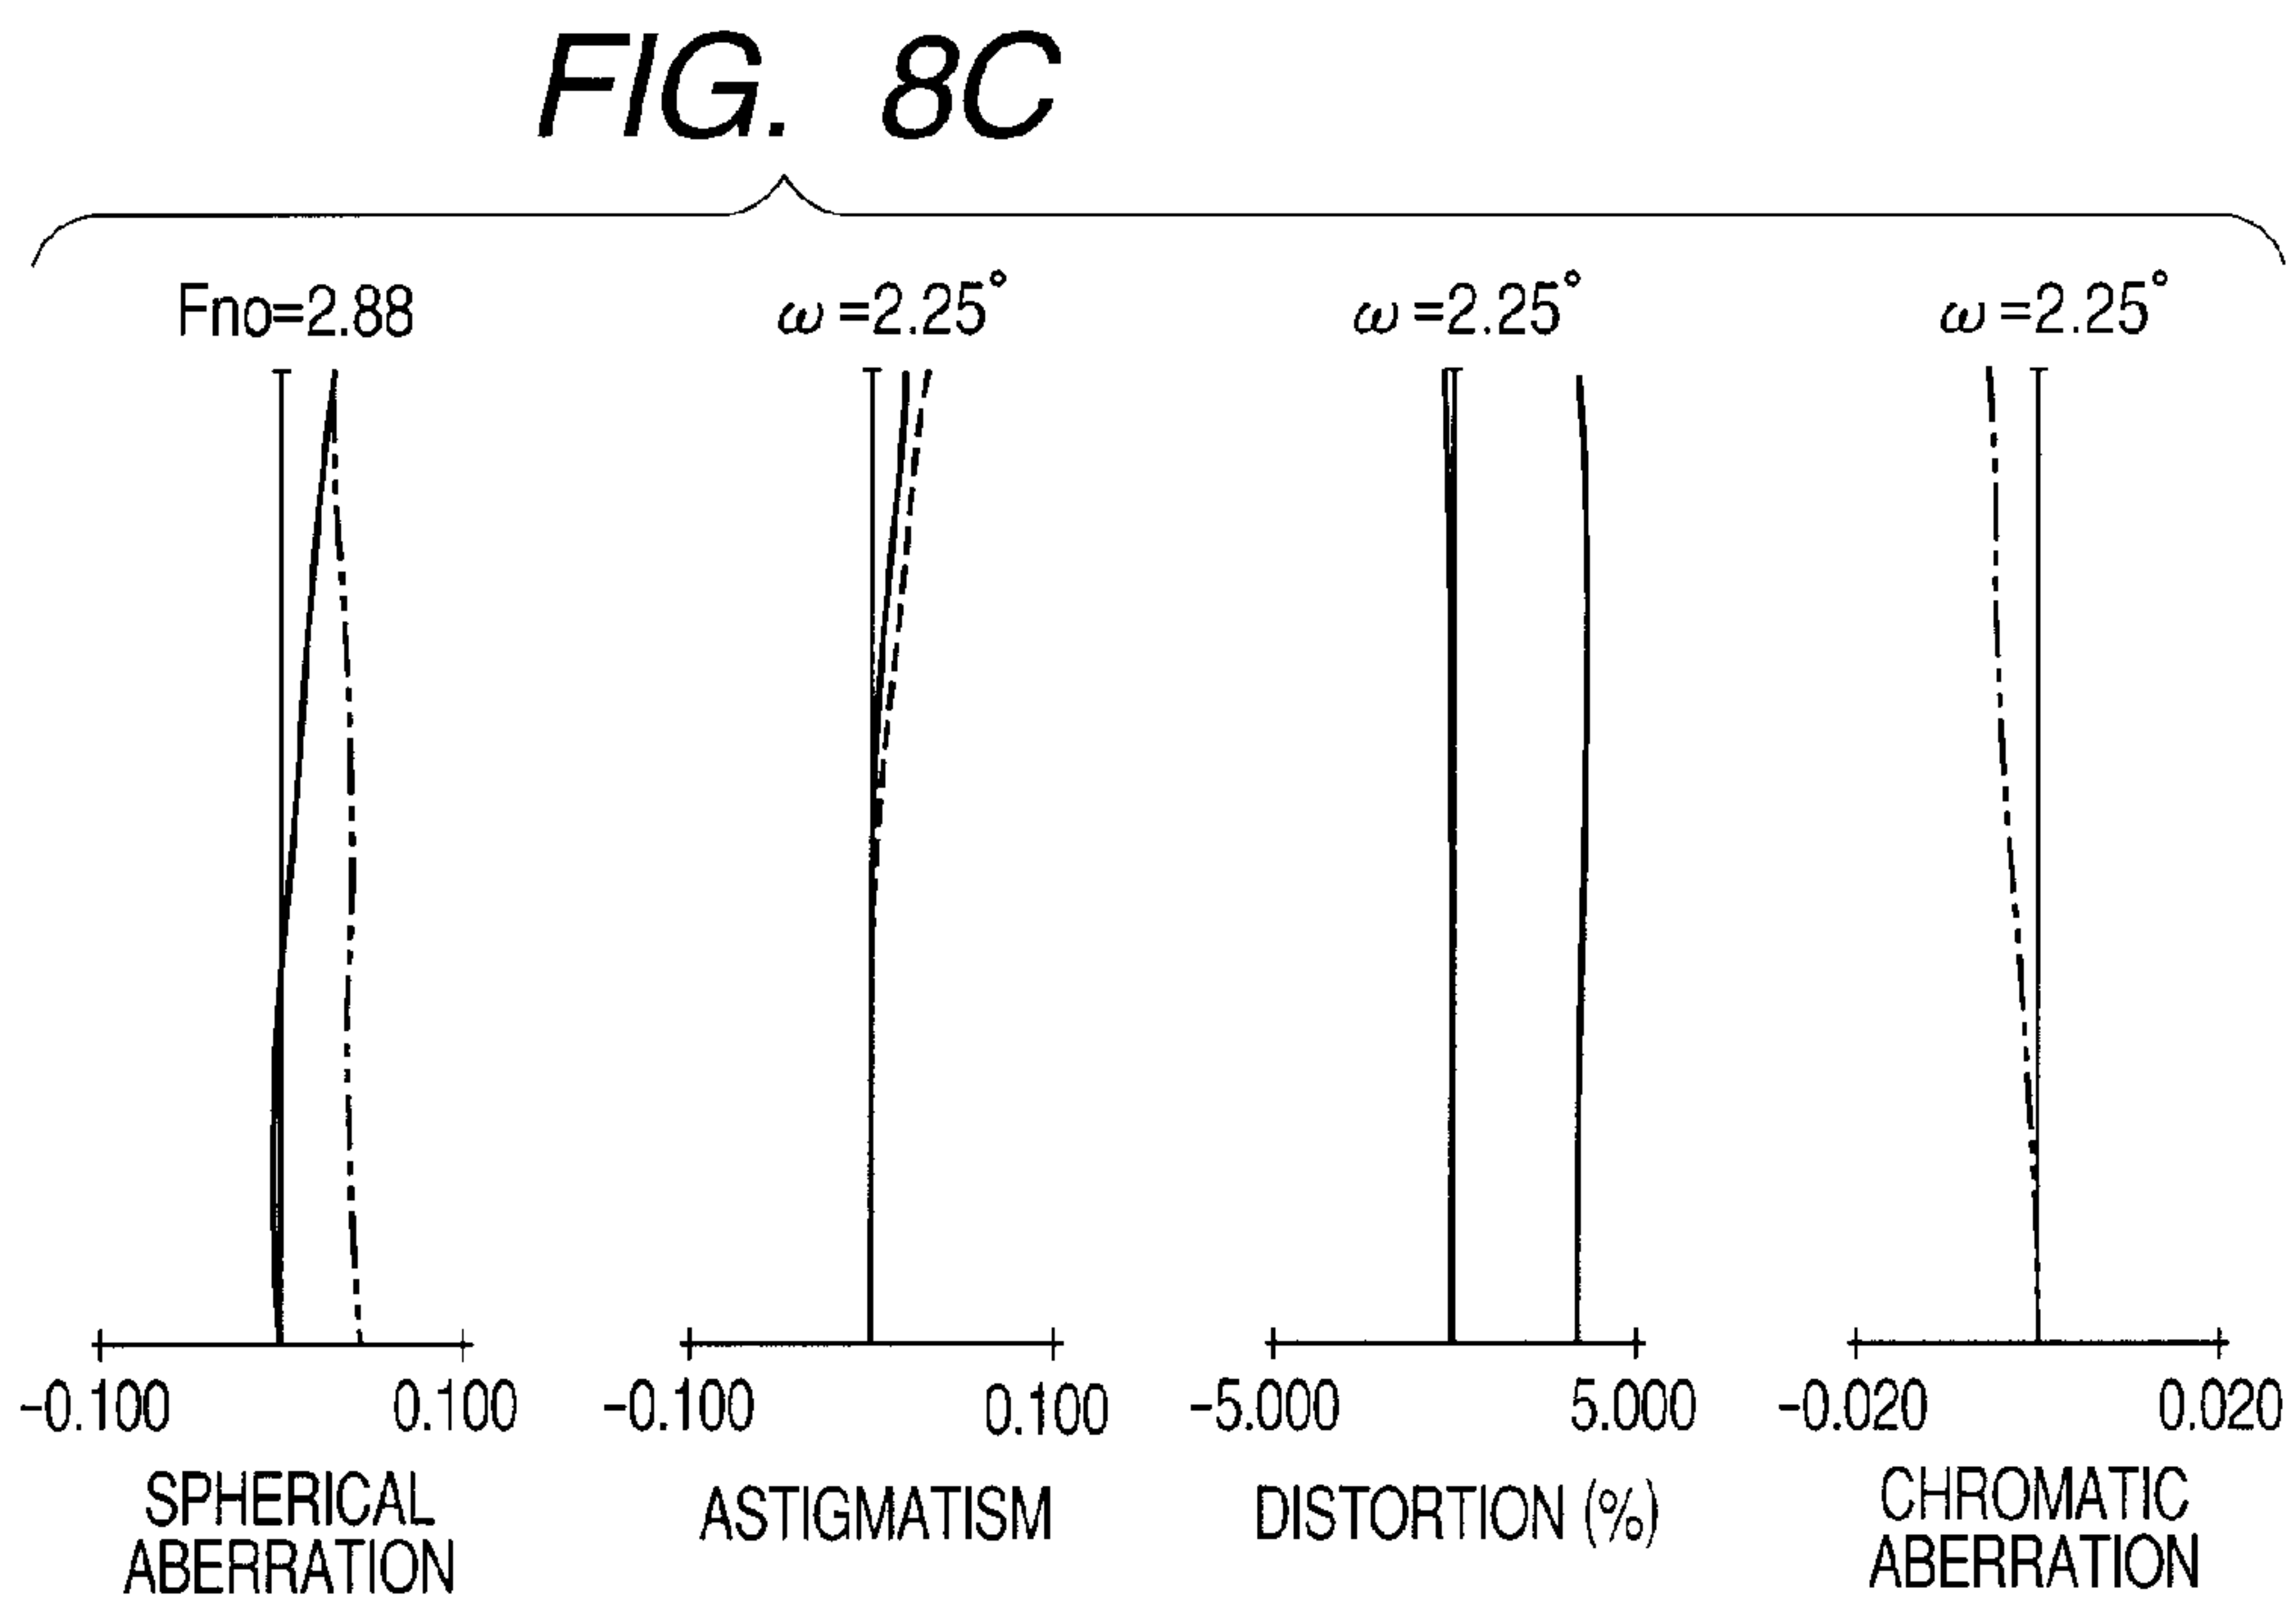 FIG. 8C
Fno=2.88
ω=2.25°
ω=2.25°
ω=2.25°
-0.100
0.100
-0.100
0.100
-5.000
5.000
-0.020
0.020
SPHERICAL
ABERRATION
ASTIGMATISM
DISTORTION (%)
CHROMATIC
ABERRATION